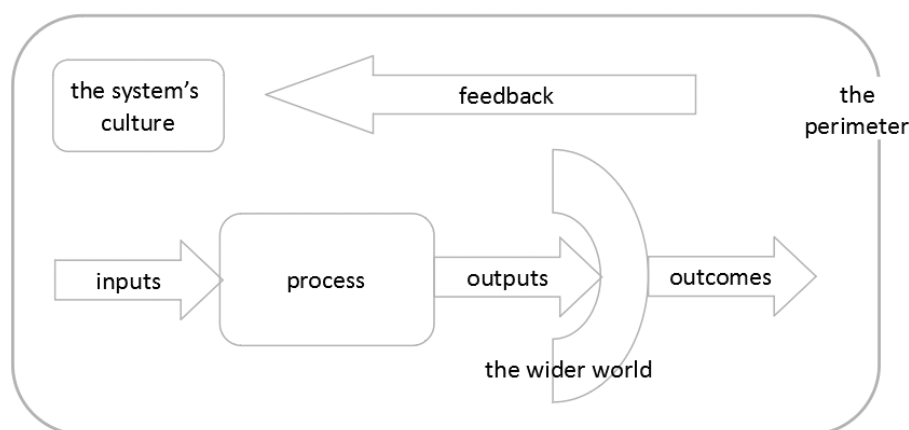 the system’s
culture
feedback
the
perimeter
inputs
process
outputs
outcomes
the wider world